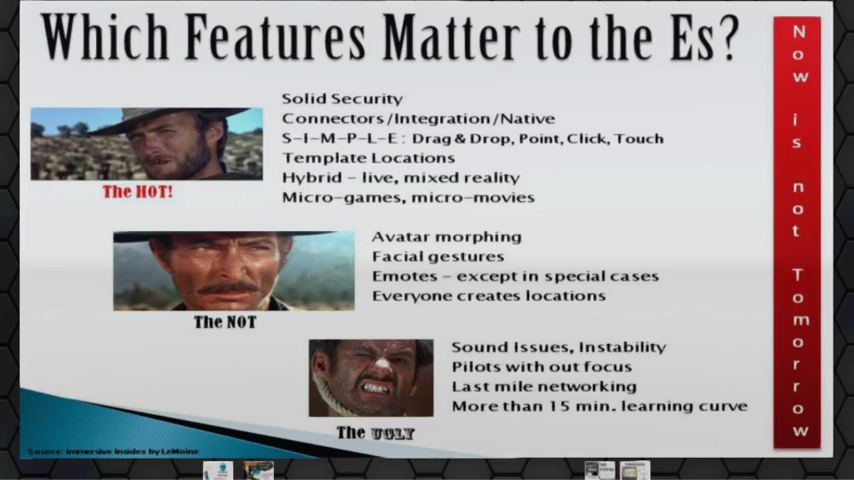 Which Features Matter to the Es?
Solid Security
Connectors/Integration/Native
S-I-M-P-L-E: Drag & Drop, Point, Click, Touch
Template Locations
Hybrid - live, mixed reality
Micro-games, micro-movies
The HOT!
Avatar morphing
Facial gestures
Emotes - except in special cases
Everyone creates locations
The NOT
Sound Issues, Instability
Pilots with out focus
Last mile networking
More than 15 min. learning curve
The UGLY
Now is not Tomorrow
Source: Immersive Insides by LeMoine